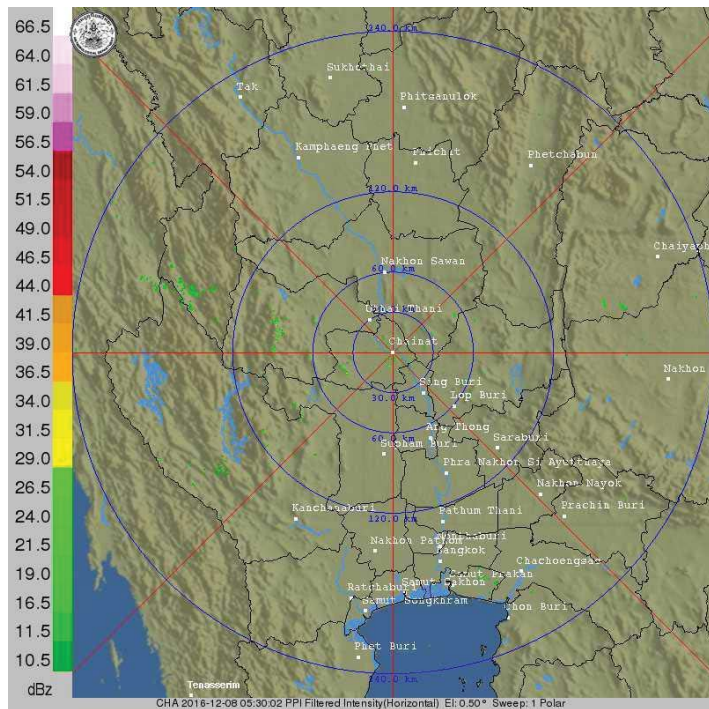 66.5
64.0
61.5
59.0
56.5
54.0
51.5
49.0
46.5
44.0
41.5
39.0
36.5
34.0
31.5
29.0
26.5
24.0
21.5
19.0
16.5
11.5
10.5
dBz
240.0 km
Sukhothai
Tak
Phitsanulok
Kamphaeng Phet
Phichit
Phetchabun
120.0 km
Chaiyaph
Nakhon Sawan
60.0 km
Uthai Thani
Chainat
Nakhon
Sing Buri
30.0 km
Lop Buri
Ang Thong
60.0 km
Suphan Buri
Saraburi
Phra Nakhon Si Ayutthaya
Nakhon Nayok
Kanchanaburi
120.0 km
Pathum Thani
Prachin Buri
Nonthaburi
Nakhon Pathom
Bangkok
Samut Prakan
Chachoengsao
Samut Sakhon
Ratchaburi
Samut Songkhram
Chon Buri
Phet Buri
240.0 km
Tenasserim
CHA 2016-12-08 05:30:02 PPI Filtered Intensity(Horizontal) El: 0.50° Sweep: 1 Polar